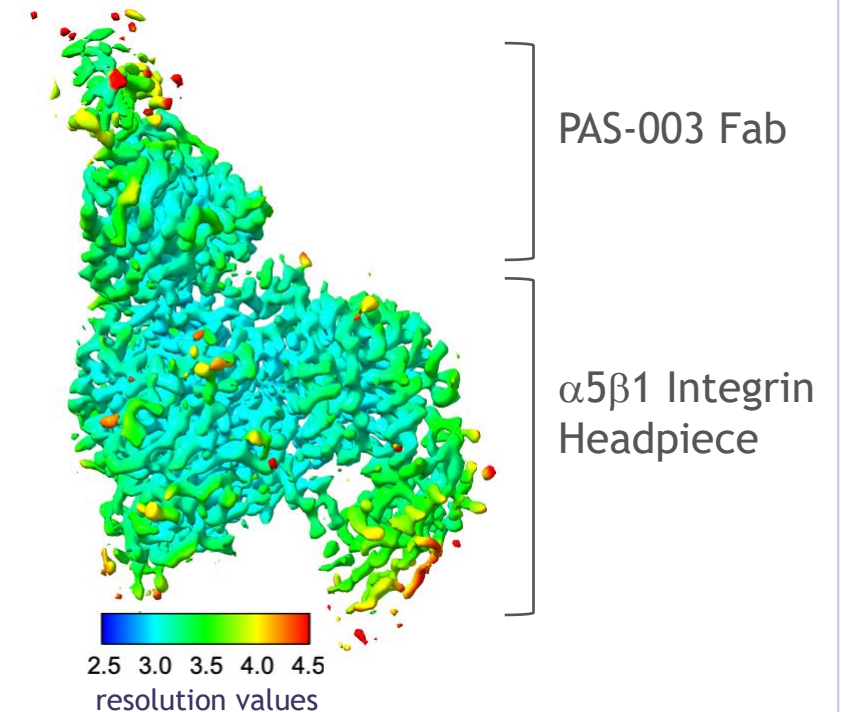 PAS-003 Fab
α5β1 Integrin
Headpiece
2.5 3.0 3.5 4.0 4.5
resolution values